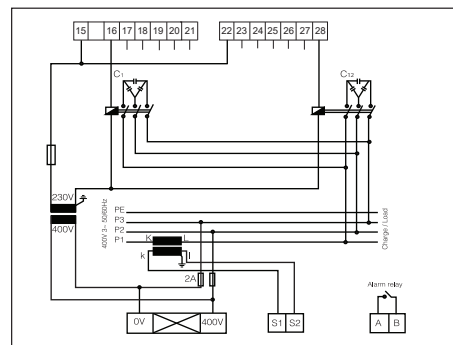 15 16 17 18 19 20 21 22 23 24 25 26 27 28
C1 C12
230V
400V
400V 3~ 50/60Hz
PE
P3
P2
P1
K L
k l
Charge / Load
2A
Alarm relay
0V 400V S1 S2 A B